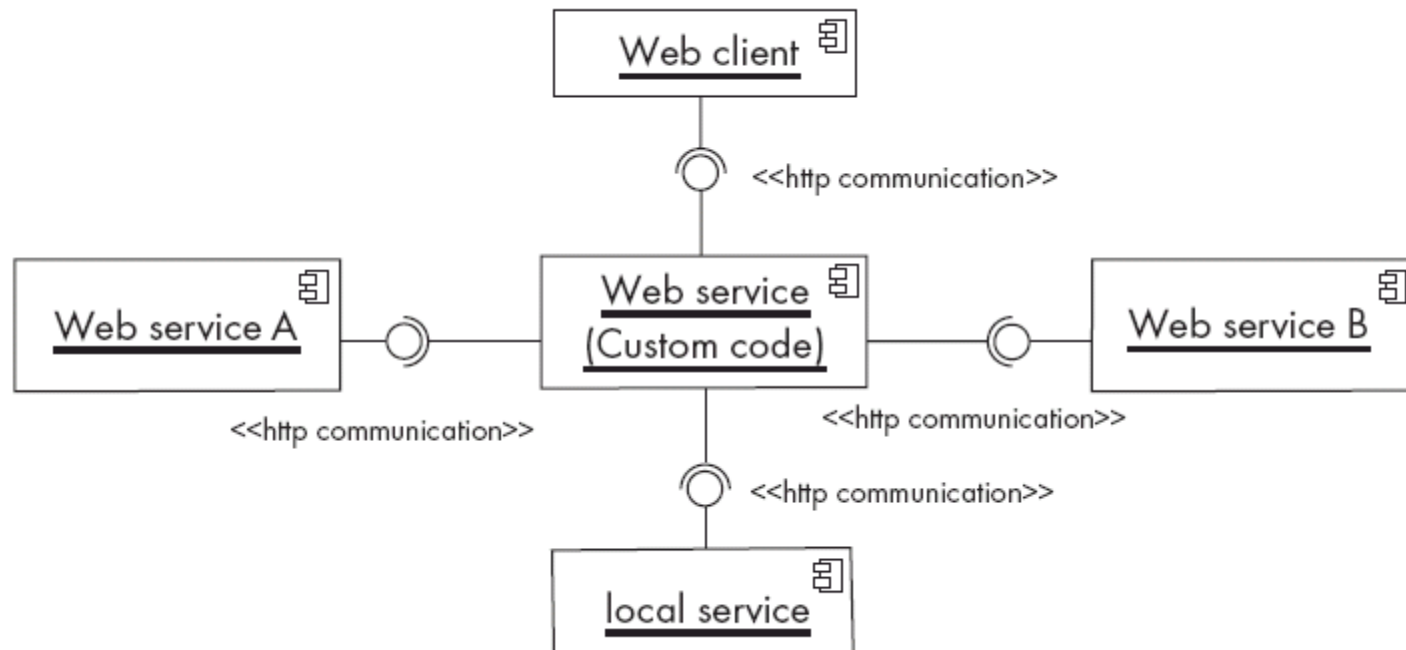 Web client
<<http communication>>
Web service
(Custom code)
Web service A
Web service B
<<http communication>>
<<http communication>>
<<http communication>>
local service